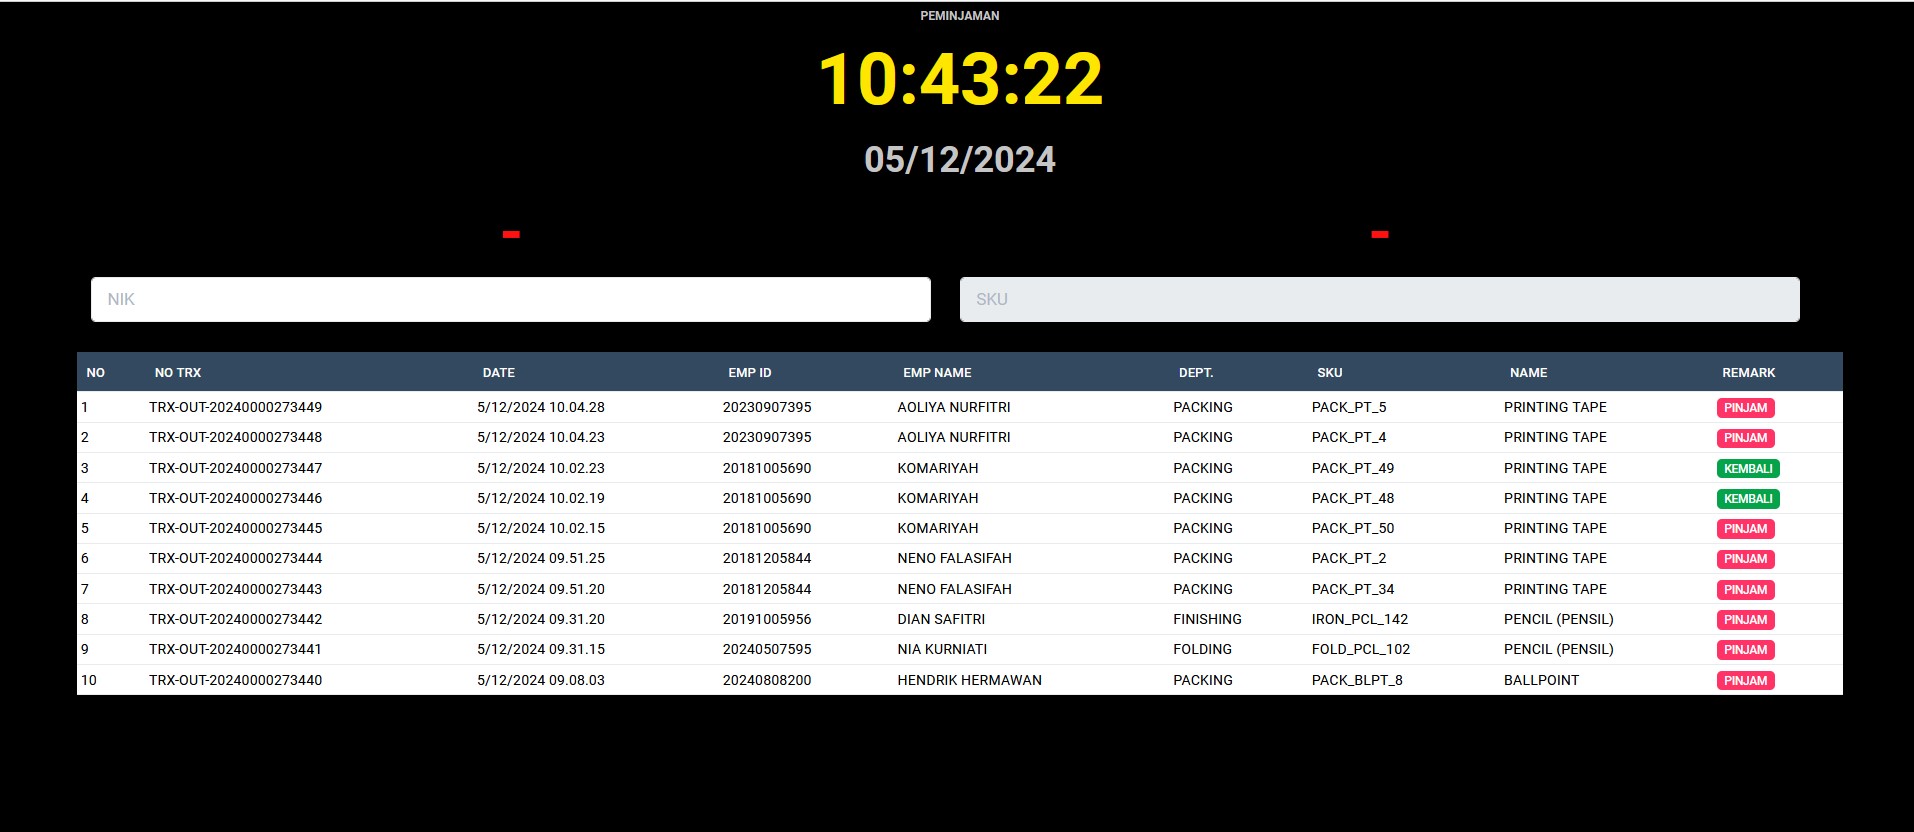 PEMINJAMAN
10:43:22
05/12/2024
- -
NIK SKU
NO NO TRX DATE EMP ID EMP NAME DEPT. SKU NAME REMARK
1 TRX-OUT-20240000273449 5/12/2024 10.04.28 20230907395 AOLIYA NURFITRI PACKING PACK_PT_5 PRINTING TAPE PINJAM
2 TRX-OUT-20240000273448 5/12/2024 10.04.23 20230907395 AOLIYA NURFITRI PACKING PACK_PT_4 PRINTING TAPE PINJAM
3 TRX-OUT-20240000273447 5/12/2024 10.02.23 20181005690 KOMARIYAH PACKING PACK_PT_49 PRINTING TAPE KEMBALI
4 TRX-OUT-20240000273446 5/12/2024 10.02.19 20181005690 KOMARIYAH PACKING PACK_PT_48 PRINTING TAPE KEMBALI
5 TRX-OUT-20240000273445 5/12/2024 10.02.15 20181005690 KOMARIYAH PACKING PACK_PT_50 PRINTING TAPE PINJAM
6 TRX-OUT-20240000273444 5/12/2024 09.51.25 20181205844 NENO FALASIFAH PACKING PACK_PT_2 PRINTING TAPE PINJAM
7 TRX-OUT-20240000273443 5/12/2024 09.51.20 20181205844 NENO FALASIFAH PACKING PACK_PT_34 PRINTING TAPE PINJAM
8 TRX-OUT-20240000273442 5/12/2024 09.31.20 20191005956 DIAN SAFITRI FINISHING IRON_PCL_142 PENCIL (PENSIL) PINJAM
9 TRX-OUT-20240000273441 5/12/2024 09.31.15 20240507595 NIA KURNIATI FOLDING FOLD_PCL_102 PENCIL (PENSIL) PINJAM
10 TRX-OUT-20240000273440 5/12/2024 09.08.03 20240808200 HENDRIK HERMAWAN PACKING PACK_BLPT_8 BALLPOINT PINJAM